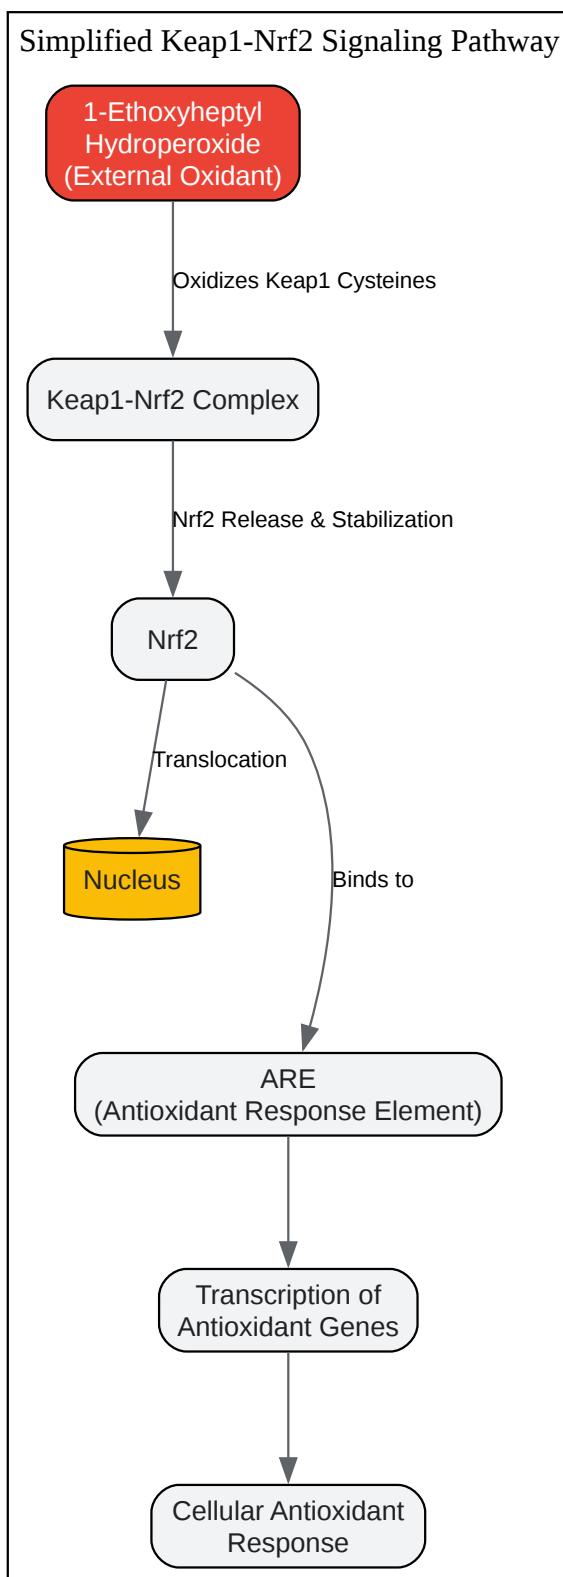 Simplified Keap1-Nrf2 Signaling Pathway
1-Ethoxyheptyl
Hydroperoxide
(External Oxidant)
Oxidizes Keap1 Cysteines
Keap1-Nrf2 Complex
Nrf2 Release & Stabilization
Nrf2
Translocation
Nucleus
Binds to
ARE
(Antioxidant Response Element)
Transcription of
Antioxidant Genes
Cellular Antioxidant
Response